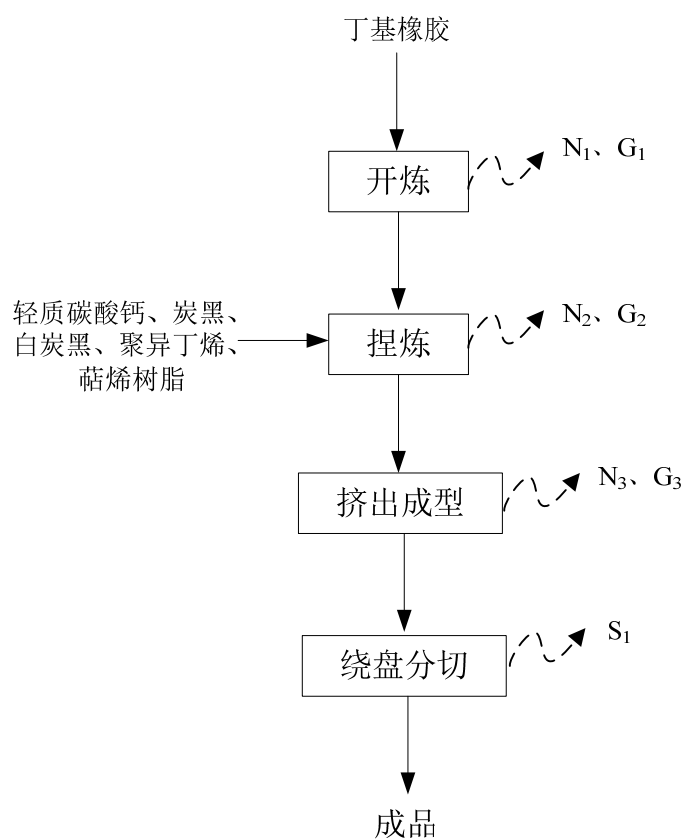 丁基橡胶
开炼
N₁、G₁
轻质碳酸钙、炭黑、
白炭黑、聚异丁烯、
萜烯树脂
捏炼
N₂、G₂
挤出成型
N₃、G₃
绕盘分切
S₁
成品